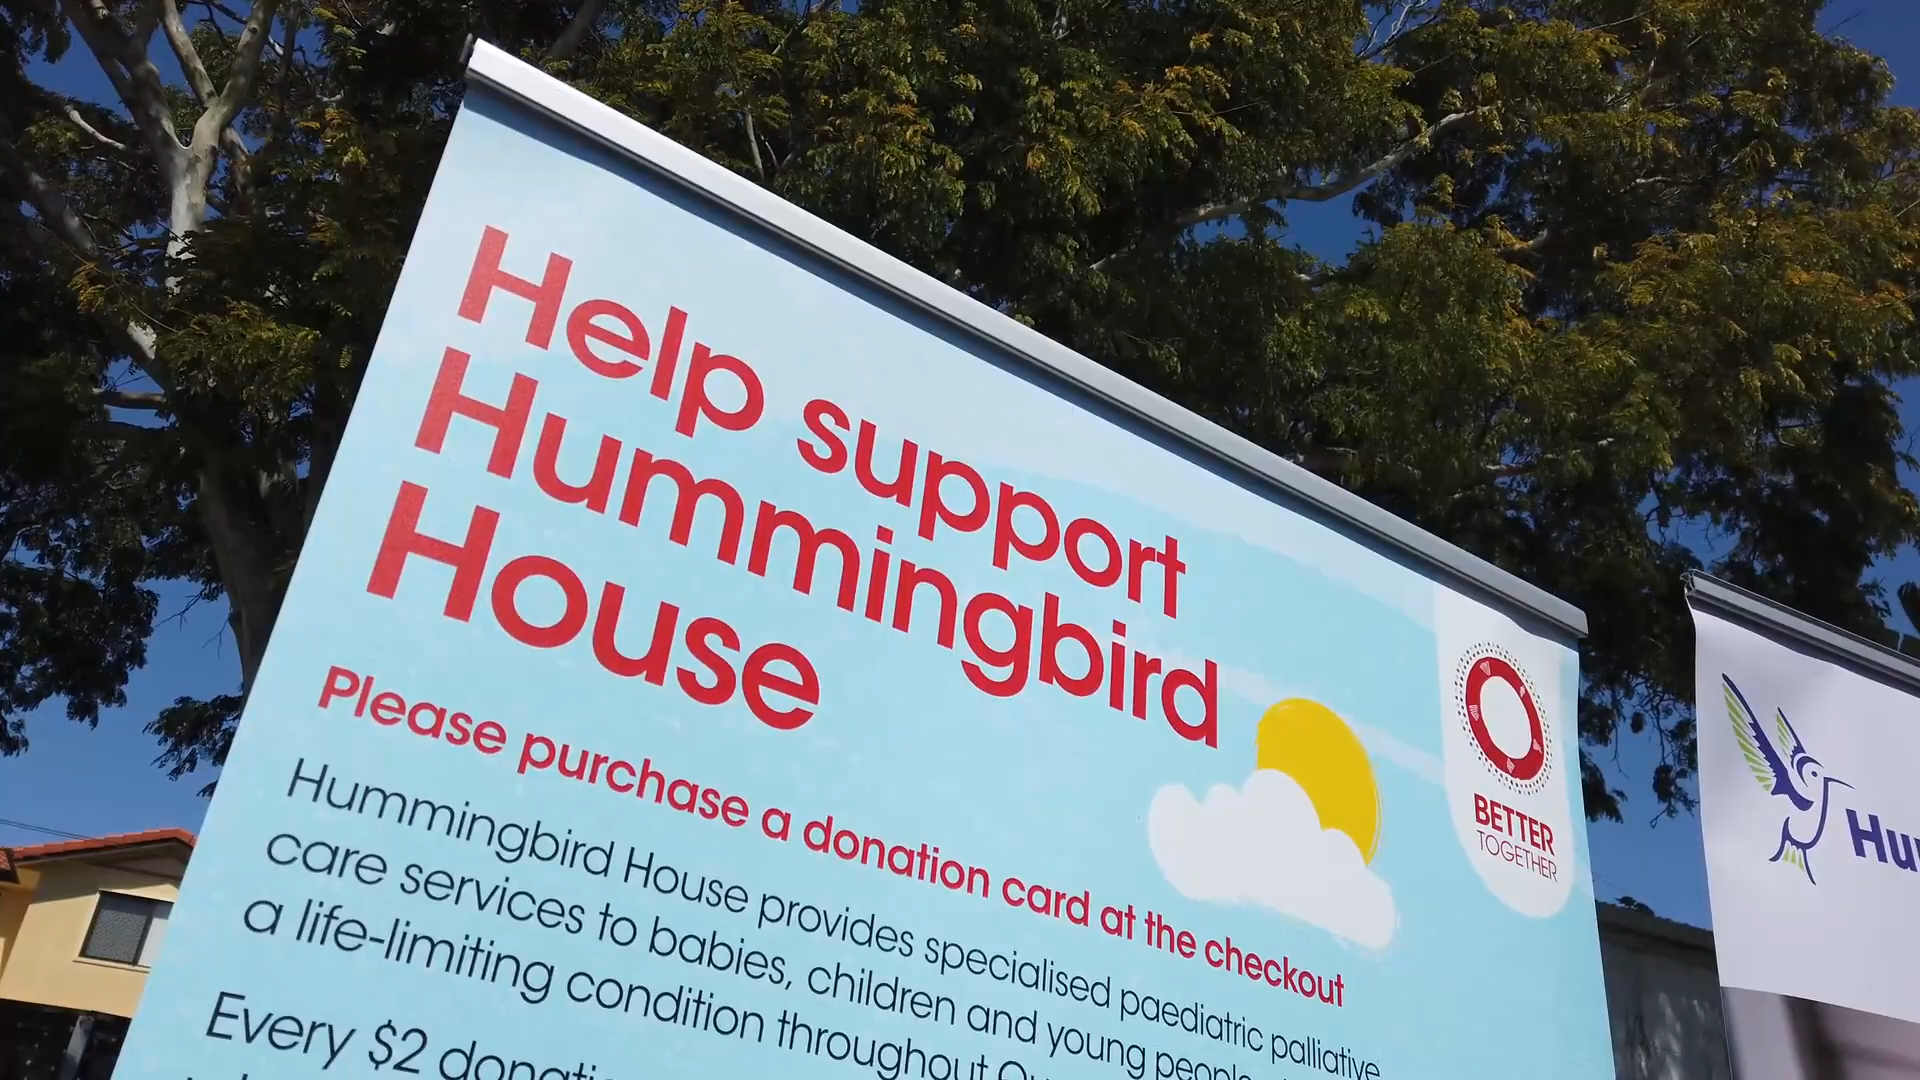 Help support
Hummingbird
House
Please purchase a donation card at the checkout
Hummingbird House provides specialised paediatric palliative
care services to babies, children and young people
a life-limiting condition throughout
Every $2
BETTER
TOGETHER